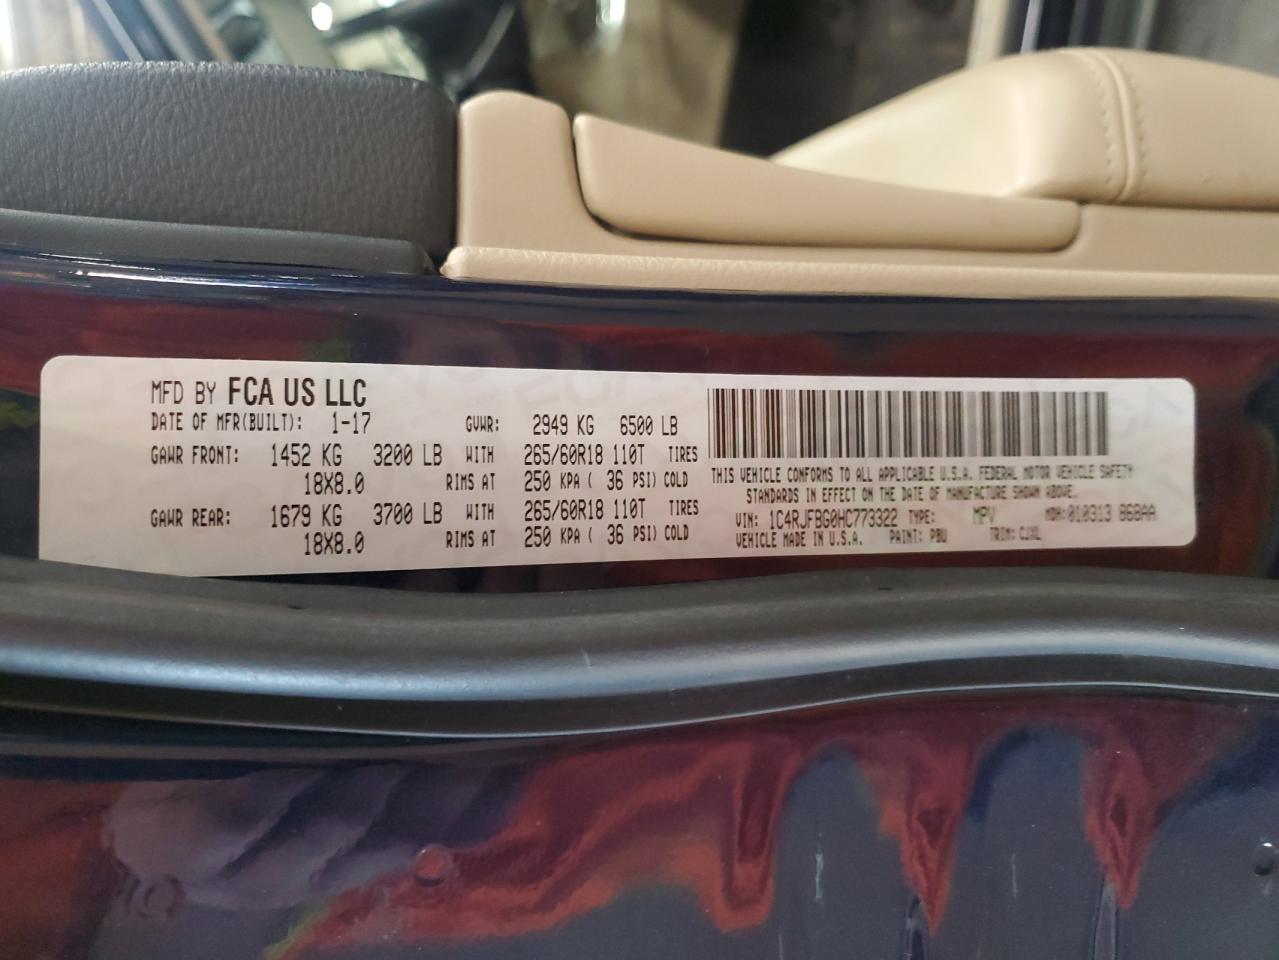 MFD BY FCA US LLC
DATE OF MFR(BUILT): 1-17 GVWR: 2949 KG 6500 LB
GAWR FRONT: 1452 KG 3200 LB WITH 265/60R18 110T TIRES
18X8.0 RIMS AT 250 KPA ( 36 PSI) COLD
GAWR REAR: 1679 KG 3700 LB WITH 265/60R18 110T TIRES
18X8.0 RIMS AT 250 KPA ( 36 PSI) COLD
THIS VEHICLE CONFORMS TO ALL APPLICABLE U.S.A. FEDERAL MOTOR VEHICLE SAFETY
STANDARDS IN EFFECT ON THE DATE OF MANUFACTURE SHOWN ABOVE.
VIN: 1C4RJFBG0HC773322 TYPE: MPV MDH:010313 868AA
VEHICLE MADE IN U.S.A. PAINT: PBU TRIM: